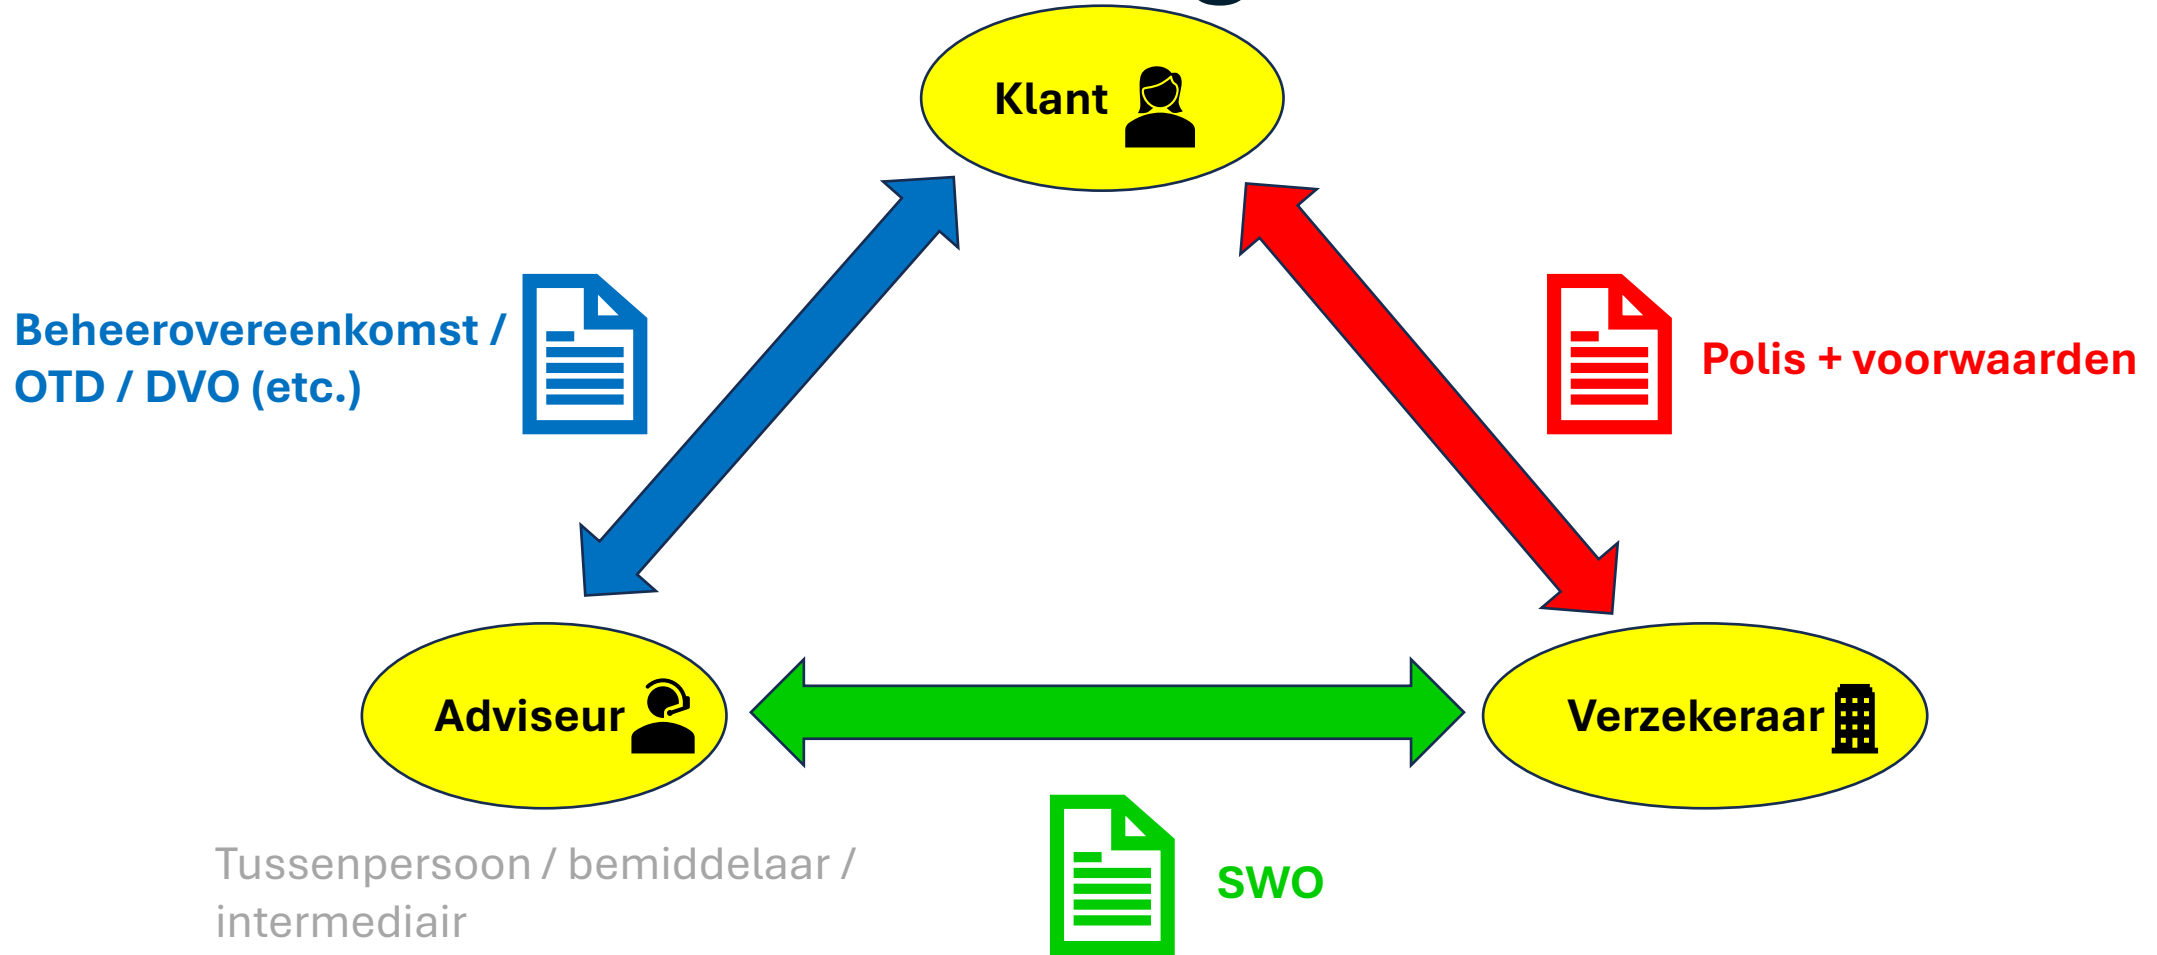 Klant
Beheerovereenkomst /
OTD / DVO (etc.)
Polis + voorwaarden
Adviseur
Verzekeraar
Tussenpersoon / bemiddelaar /
intermediair
SWO